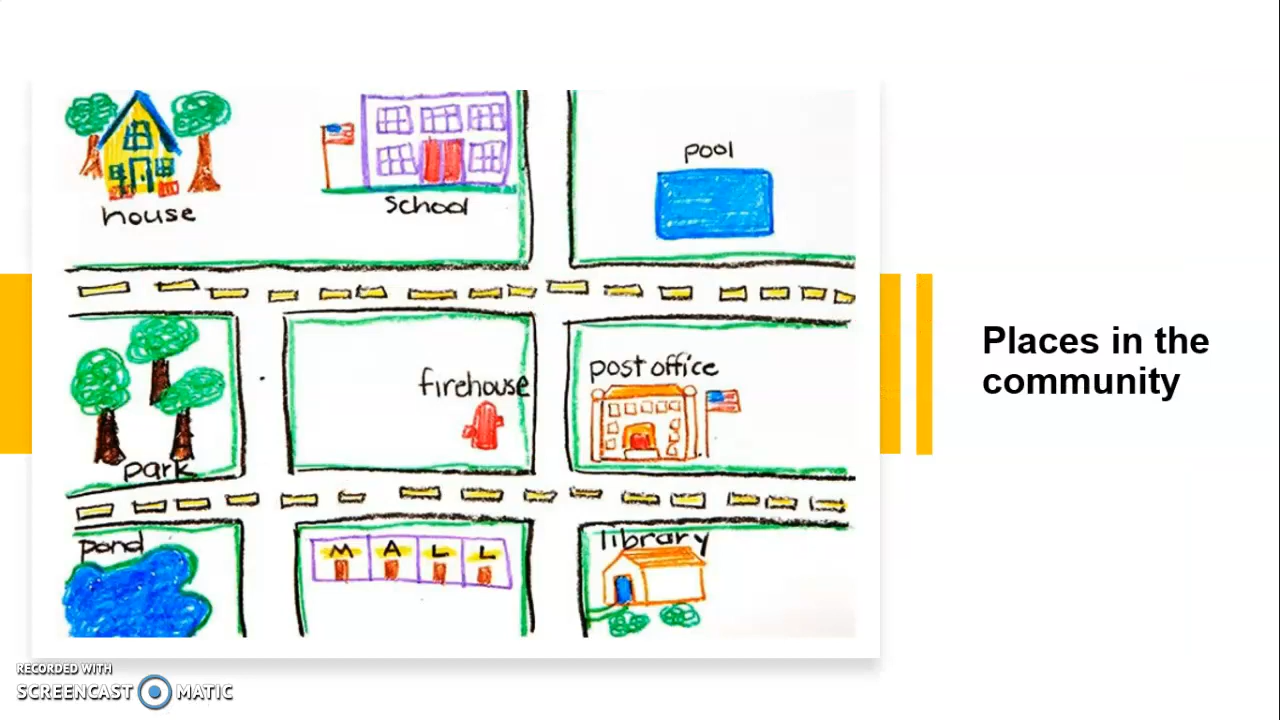 house
school
pool
firehouse
post office
park
pond
MALL
library
Places in the
community
RECORDED WITH
SCREENCAST MATIC